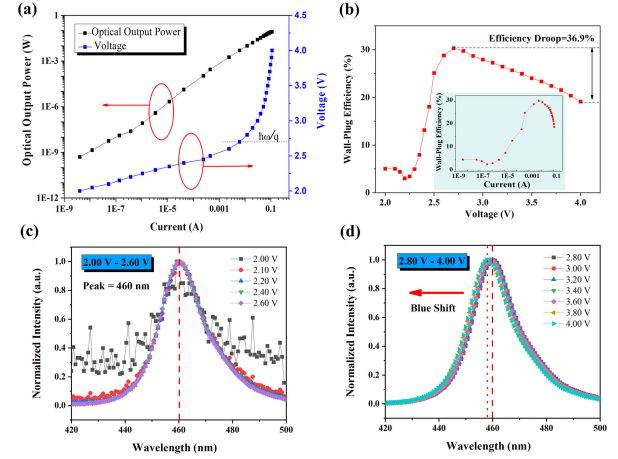 (a)
Optical Output Power
Voltage
ħω/q
Optical Output Power (W)
0.1
1E-3
1E-6
1E-9
1E-12
4.0
3.5
3.0
2.5
2.0
Voltage (V)
1E-9
1E-7
1E-5
0.001
0.1
Current (A)
(b)
Efficiency Droop=36.9%
Wall-Plug Efficiency (%)
40
30
20
10
0
2.0
2.5
3.0
3.5
4.0
Voltage (V)
Wall-Plug Efficiency (%)
30
20
10
0
1E-9
1E-7
1E-5
0.001
0.1
Current (A)
(c)
2.00 V - 2.60 V
Peak = 460 nm
2.00 V
2.10 V
2.20 V
2.40 V
2.60 V
Normalized Intensity (a.u.)
1.0
0.8
0.6
0.4
0.2
0.0
420
440
460
480
500
Wavelength (nm)
(d)
2.80 V - 4.00 V
Blue Shift
2.80 V
3.00 V
3.20 V
3.40 V
3.60 V
3.80 V
4.00 V
Normalized Intensity (a.u.)
1.0
0.8
0.6
0.4
0.2
0.0
420
440
460
480
500
Wavelength (nm)